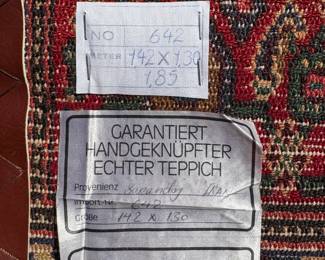 NO 642
METER 142 X 1,30
1,85
GARANTIERT
HANDGEKNÜPFTER
ECHTER TEPPICH
Provenienz
Import-Nr. 642
Größe 142 x 130